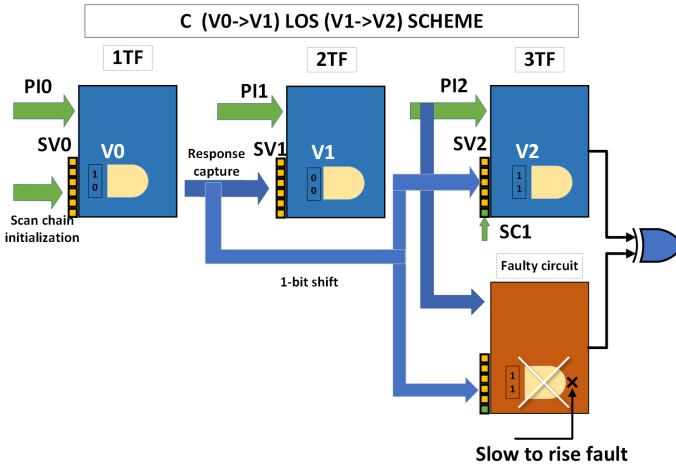 C (V0->V1) LOS (V1->V2) SCHEME
1TF
2TF
3TF
PI0
PI1
PI2
SV0
V0
1
0
Response
capture
SV1
V1
0
0
SV2
V2
1
1
Scan chain
initialization
SC1
1-bit shift
Faulty circuit
1
1
Slow to rise fault